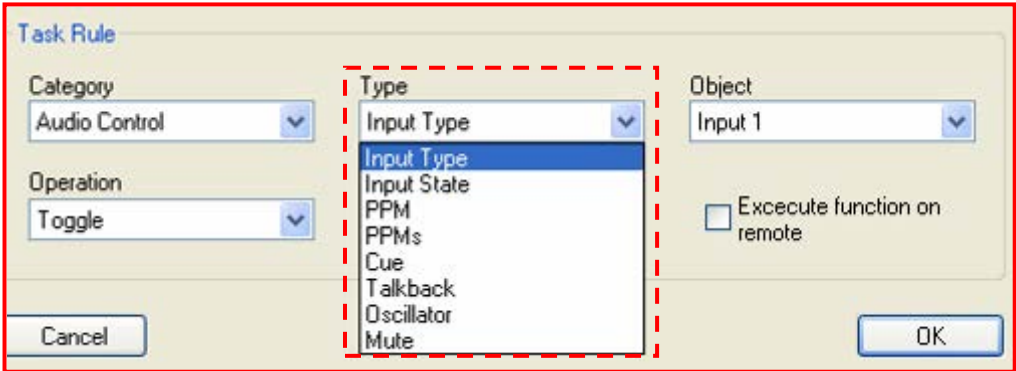 Task Rule
Category
Type
Object
Audio Control
Input Type
Input 1
Input Type
Input State
PPM
PPMs
Cue
Talkback
Oscillator
Mute
Operation
Toggle
Excecute function on
remote
Cancel
OK